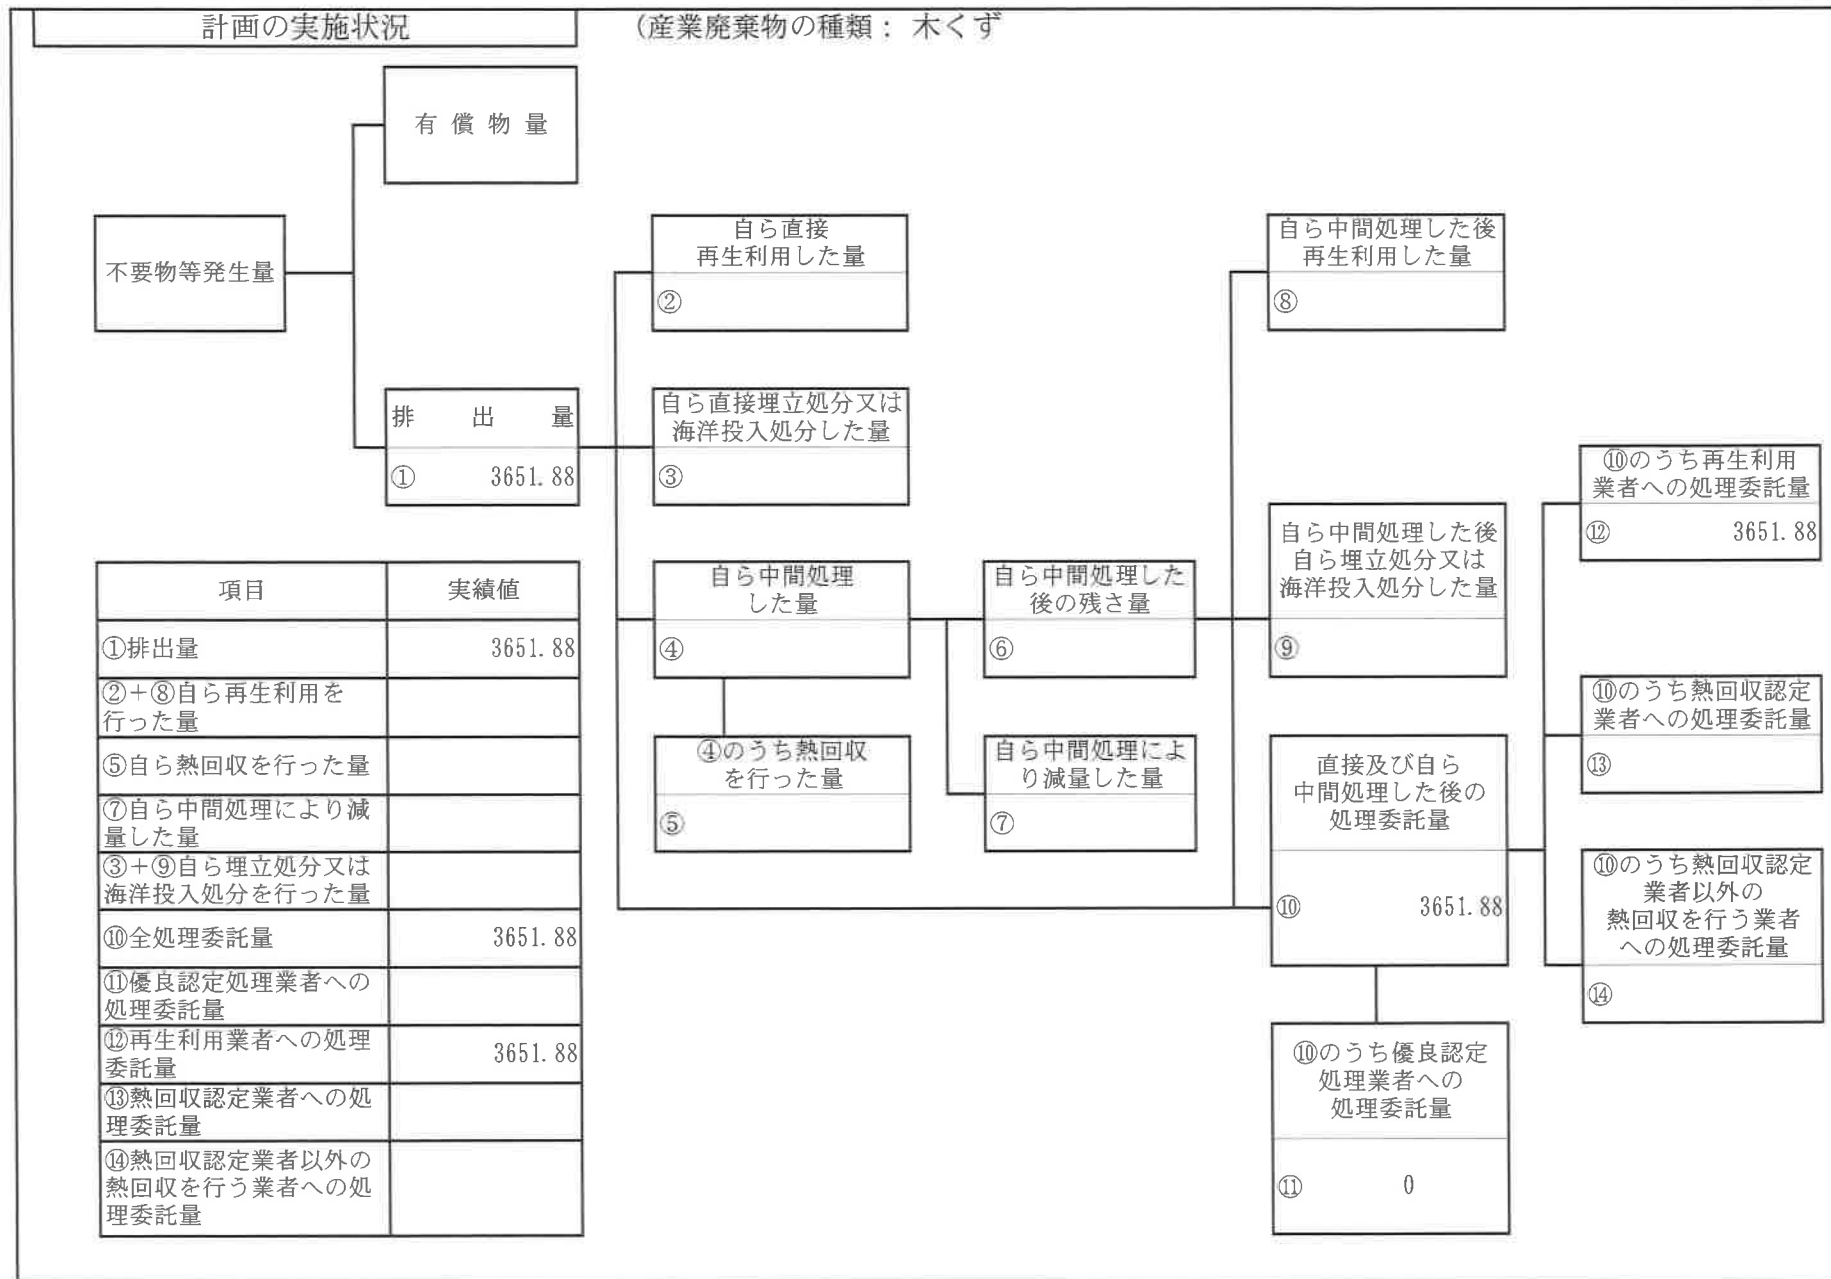 計画の実施状況
(産業廃棄物の種類： 木くず
有償物量
不要物等発生量
排出量
① 3651.88
自ら直接
再生利用した量
②
自ら直接埋立処分又は
海洋投入処分した量
③
自ら中間処理
した量
④
④のうち熱回収
を行った量
⑤
自ら中間処理した
後の残さ量
⑥
自ら中間処理によ
り減量した量
⑦
自ら中間処理した後
再生利用した量
⑧
自ら中間処理した後
自ら埋立処分又は
海洋投入処分した量
⑨
直接及び自ら
中間処理した後の
処理委託量
⑩ 3651.88
⑩のうち優良認定
処理業者への
処理委託量
⑪ 0
⑩のうち再生利用
業者への処理委託量
⑫ 3651.88
⑩のうち熱回収認定
業者への処理委託量
⑬
⑩のうち熱回収認定
業者以外の
熱回収を行う業者
への処理委託量
⑭
項目 実績値
①排出量 3651.88
②＋⑧自ら再生利用を
行った量
⑤自ら熱回収を行った量
⑦自ら中間処理により減
量した量
③＋⑨自ら埋立処分又は
海洋投入処分を行った量
⑩全処理委託量 3651.88
⑪優良認定処理業者への
処理委託量
⑫再生利用業者への処理
委託量 3651.88
⑬熱回収認定業者への処
理委託量
⑭熱回収認定業者以外の
熱回収を行う業者への処
理委託量